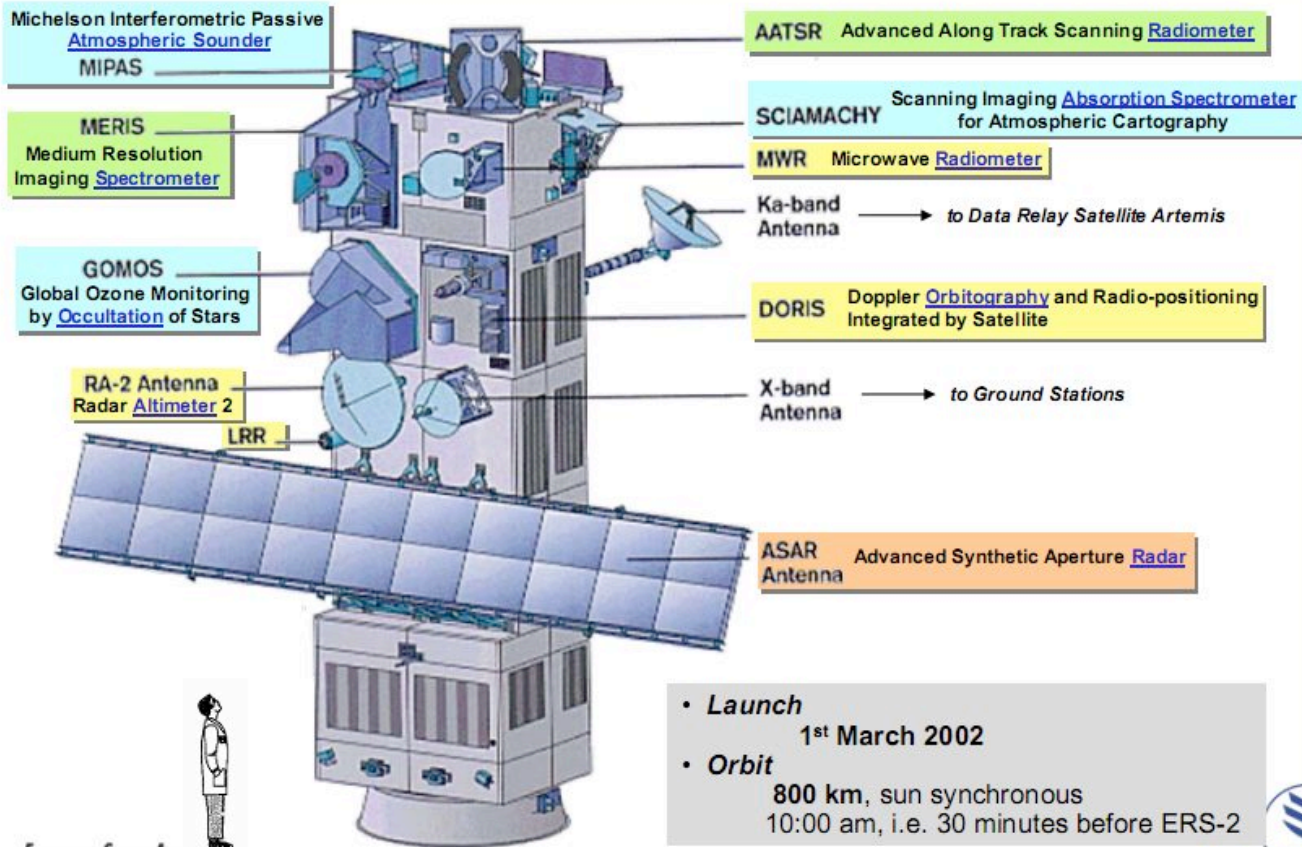 Michelson Interferometric Passive
Atmospheric Sounder
MIPAS
MERIS
Medium Resolution
Imaging Spectrometer
GOMOS
Global Ozone Monitoring
by Occultation of Stars
RA-2 Antenna
Radar Altimeter 2
LRR
AATSR Advanced Along Track Scanning Radiometer
SCIAMACHY Scanning Imaging Absorption Spectrometer
for Atmospheric Cartography
MWR Microwave Radiometer
Ka-band
Antenna
to Data Relay Satellite Artemis
DORIS Doppler Orbitography and Radio-positioning
Integrated by Satellite
X-band
Antenna
to Ground Stations
ASAR
Antenna
Advanced Synthetic Aperture Radar
• Launch
1st March 2002
• Orbit
800 km, sun synchronous
10:00 am, i.e. 30 minutes before ERS-2